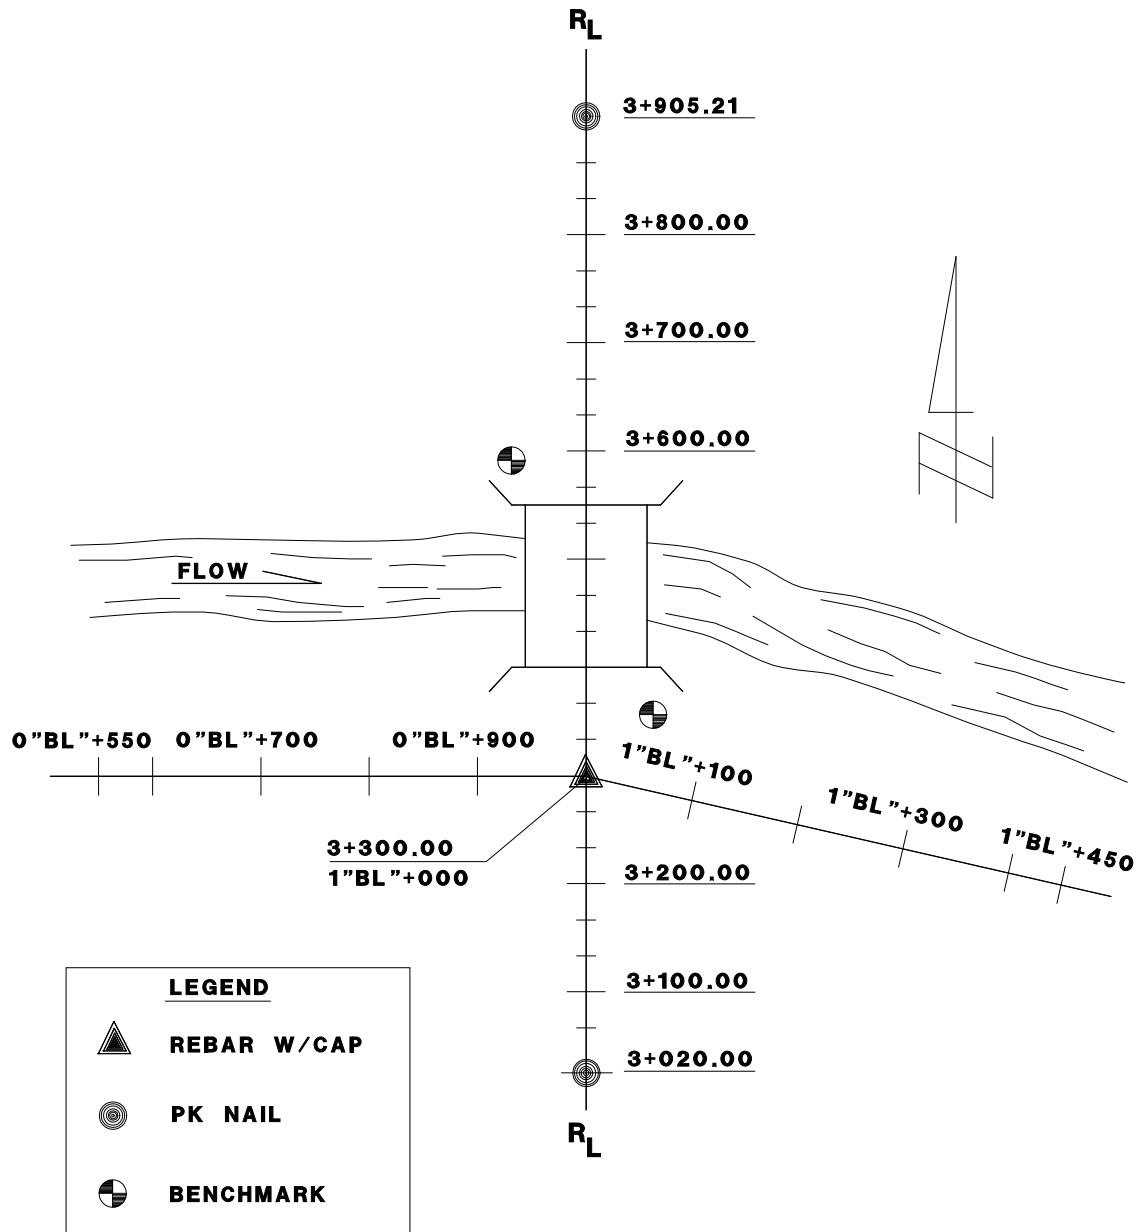 RL
3+905.21
3+800.00
3+700.00
3+600.00
FLOW
0"BL"+550
0"BL"+700
0"BL"+900
1"BL"+100
1"BL"+300
1"BL"+450
3+300.00
1"BL"+000
3+200.00
3+100.00
3+020.00
RL
LEGEND
REBAR W/CAP
PK NAIL
BENCHMARK
N